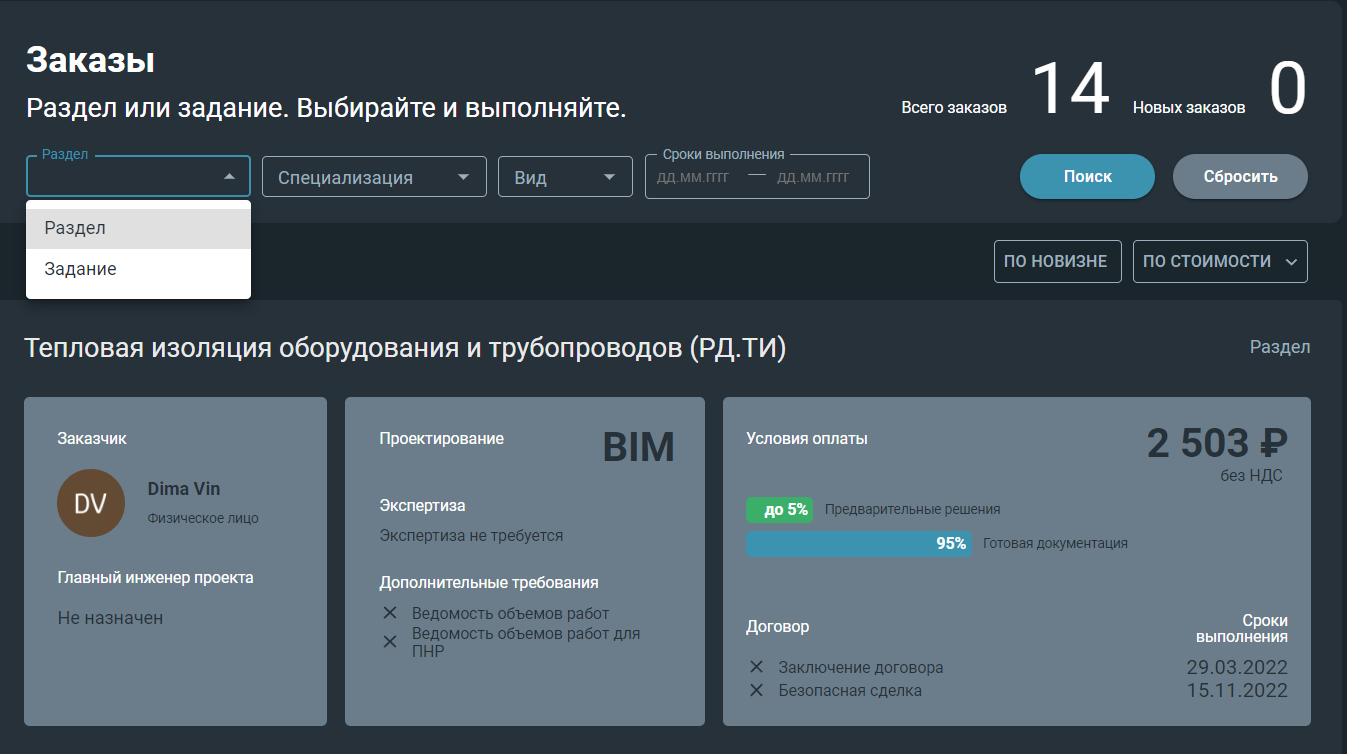 Заказы
Раздел или задание. Выбирайте и выполняйте.
Всего заказов
14
Новых заказов
0
Раздел
Специализация
Вид
Сроки выполнения
ДД.ММ.ГГГГ — ДД.ММ.ГГГГ
Поиск
Сбросить
Раздел
Задание
ПО НОВИЗНЕ
ПО СТОИМОСТИ
Тепловая изоляция оборудования и трубопроводов (РД.ТИ)
Раздел
Заказчик
DV
Dima Vin
Физическое лицо
Главный инженер проекта
Не назначен
Проектирование
BIM
Экспертиза
Экспертиза не требуется
Дополнительные требования
Ведомость объемов работ
Ведомость объемов работ для
ПНР
Условия оплаты
2 503 ₽
без НДС
до 5% Предварительные решения
95% Готовая документация
Договор
Заключение договора
Безопасная сделка
Сроки
выполнения
29.03.2022
15.11.2022